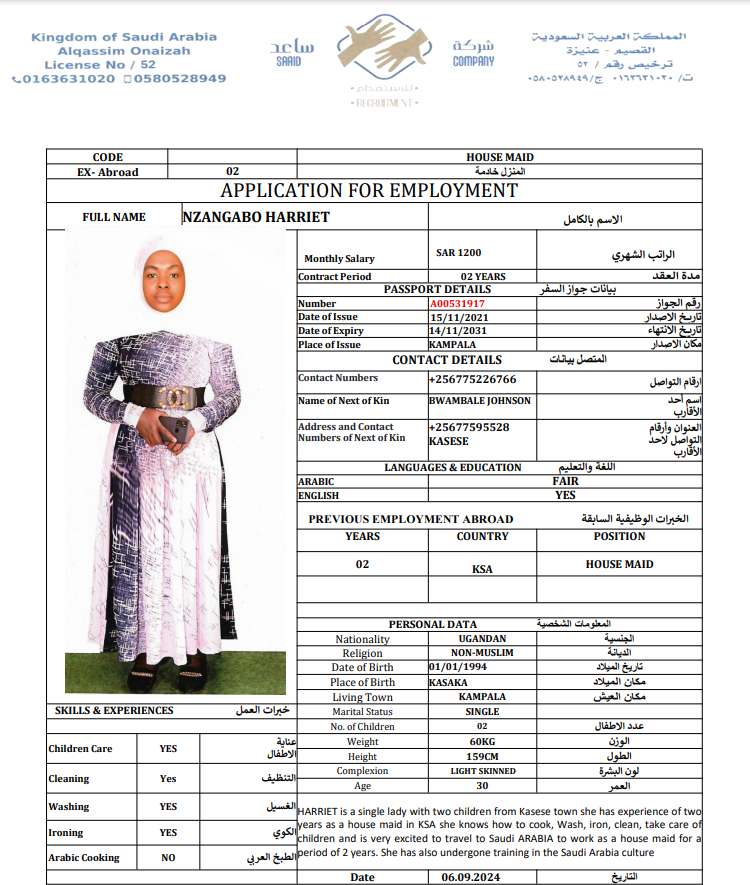 Kingdom of Saudi Arabia
Alqassim Onaizah
License No / 52
0163631020 0580528949
ساعد
SAAID
شركة
COMPANY
للاستقدام
RECRUITMENT
المملكة العربية السعودية
القصيم - عنيزة
ترخيص رقم / ٥٢
ت/ ٠١٦٣٦٣١٠٢٠ ج/ ٠٥٨٠٥٢٨٩٤٩
CODE HOUSE MAID
EX- Abroad 02 المنزل خادمة
APPLICATION FOR EMPLOYMENT
FULL NAME NZANGABO HARRIET الاسم بالكامل
Monthly Salary SAR 1200 الراتب الشهري
Contract Period 02 YEARS مدة العقد
PASSPORT DETAILS بيانات جواز السفر
Number A00531917 رقم الجواز
Date of Issue 15/11/2021 تاريخ الاصدار
Date of Expiry 14/11/2031 تاريخ الانتهاء
Place of Issue KAMPALA مكان الاصدار
CONTACT DETAILS المتصل بيانات
Contact Numbers +256775226766 ارقام التواصل
Name of Next of Kin BWAMBALE JOHNSON اسم أحد
الأقارب
Address and Contact +25677595528 العنوان وأرقام
Numbers of Next of Kin KASESE التواصل لاحد
الأقارب
LANGUAGES & EDUCATION اللغة والتعليم
ARABIC FAIR
ENGLISH YES
PREVIOUS EMPLOYMENT ABROAD الخبرات الوظيفية السابقة
YEARS COUNTRY POSITION
02 KSA HOUSE MAID
PERSONAL DATA المعلومات الشخصية
Nationality UGANDAN الجنسية
Religion NON-MUSLIM الديانة
Date of Birth 01/01/1994 تاريخ الميلاد
Place of Birth KASAKA مكان الميلاد
Living Town KAMPALA مكان العيش
Marital Status SINGLE
No. of Children 02 عدد الاطفال
Weight 60KG الوزن
Height 159CM الطول
Complexion LIGHT SKINNED لون البشرة
Age 30 العمر
SKILLS & EXPERIENCES خبرات العمل
Children Care YES عناية
الاطفال
Cleaning Yes التنظيف
Washing YES الغسيل
Ironing YES الكوي
Arabic Cooking NO الطبخ العربي
HARRIET is a single lady with two children from Kasese town she has experience of two
years as a house maid in KSA she knows how to cook, Wash, iron, clean, take care of
children and is very excited to travel to Saudi ARABIA to work as a house maid for a
period of 2 years. She has also undergone training in the Saudi Arabia culture
Date 06.09.2024 التاريخ